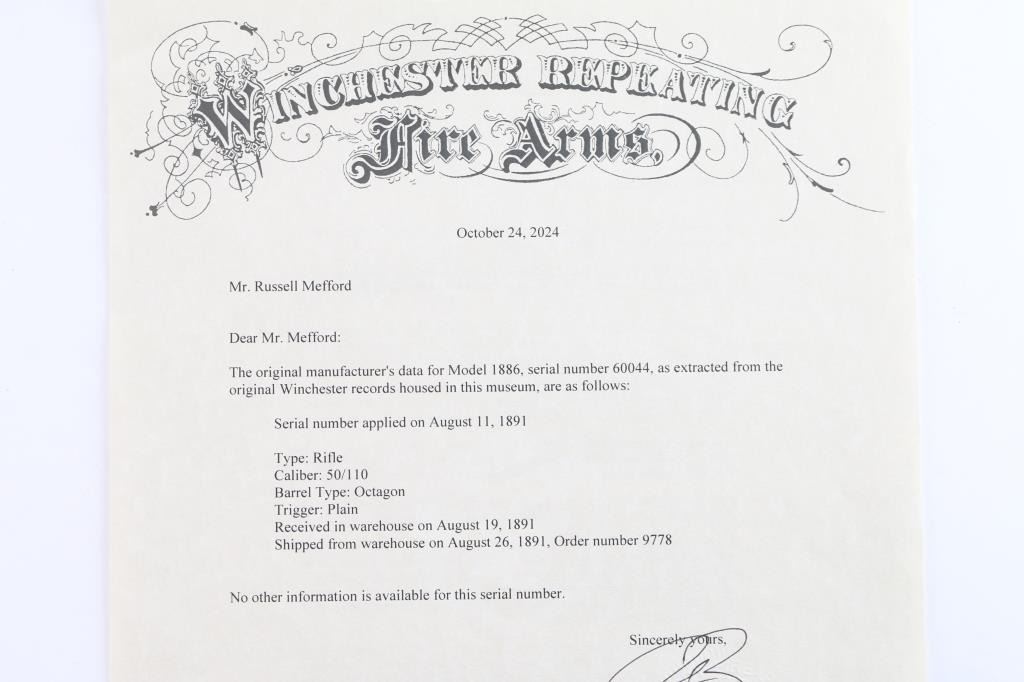 WINCHESTER REPEATING
Fire Arms,
October 24, 2024
Mr. Russell Mefford
Dear Mr. Mefford:
The original manufacturer's data for Model 1886, serial number 60044, as extracted from the
original Winchester records housed in this museum, are as follows:
Serial number applied on August 11, 1891
Type: Rifle
Caliber: 50/110
Barrel Type: Octagon
Trigger: Plain
Received in warehouse on August 19, 1891
Shipped from warehouse on August 26, 1891, Order number 9778
No other information is available for this serial number.
Sincerely yours,